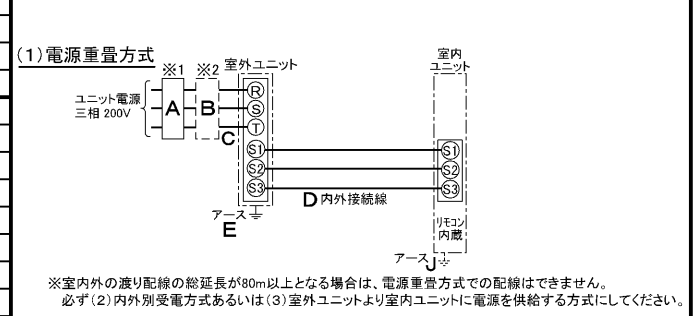 (1)電源重畳方式
※1 ※2 室外ユニット
室内
ユニット
ユニット電源
三相 200V
A B
R
S
T
C
S1 S1
S2 S2
S3 S3
D 内外接続線
アース
E
リモコン
内蔵
アース J
※室内外の渡り配線の総延長が80m以上となる場合は、電源重畳方式での配線はできません。
必ず(2)内外別受電方式あるいは(3)室外ユニットより室内ユニットに電源を供給する方式にしてください。